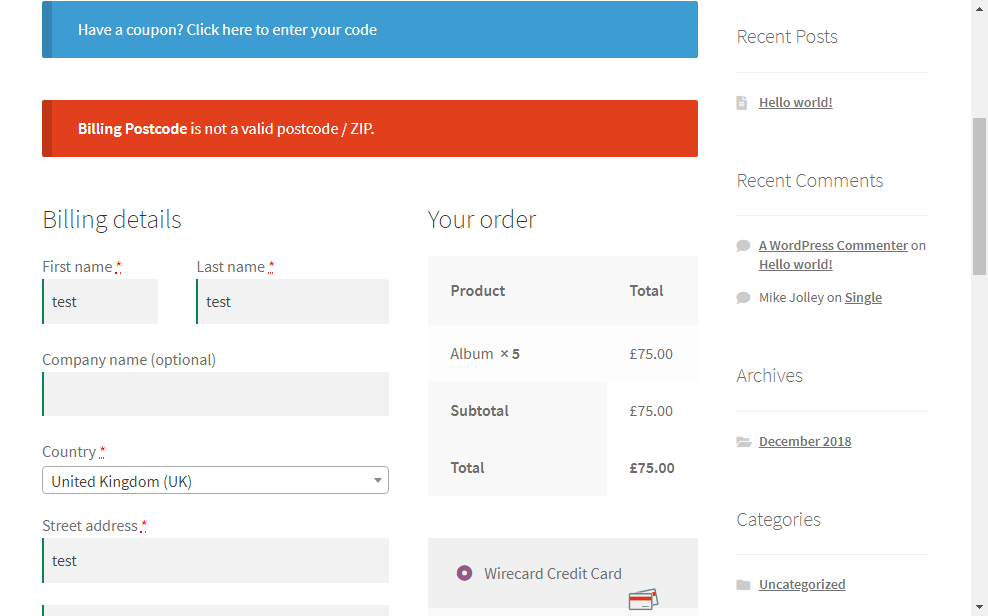 Have a coupon? Click here to enter your code
Billing Postcode is not a valid postcode / ZIP.
Billing details
First name *
Last name *
test
test
Company name (optional)
Country *
United Kingdom (UK)
Street address *
test
Your order
Product Total
Album × 5 £75.00
Subtotal £75.00
Total £75.00
Wirecard Credit Card
Recent Posts
Hello world!
Recent Comments
A WordPress Commenter on
Hello world!
Mike Jolley on Single
Archives
December 2018
Categories
Uncategorized